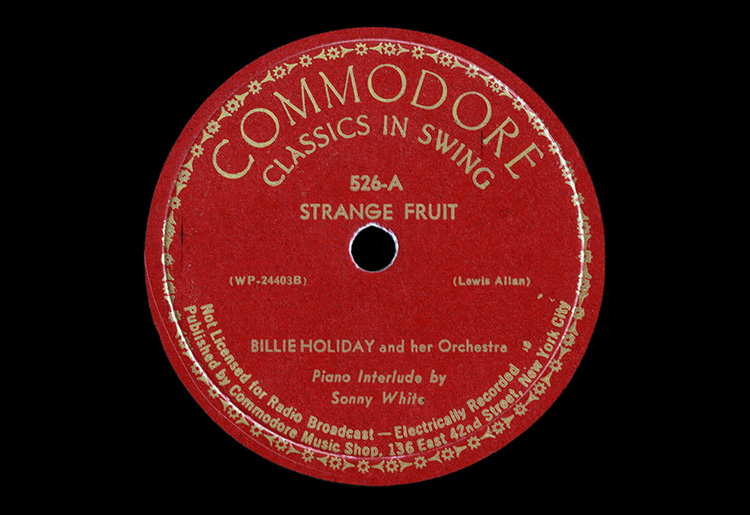 COMMODORE
CLASSICS IN SWING
526-A
STRANGE FRUIT
(WP-24403B)
(Lewis Allan)
BILLIE HOLIDAY and her Orchestra
Piano Interlude by
Sonny White
Not Licensed for Radio Broadcast — Electrically Recorded
Published by Commodore Music Shop, 136 East 42nd Street, New York City